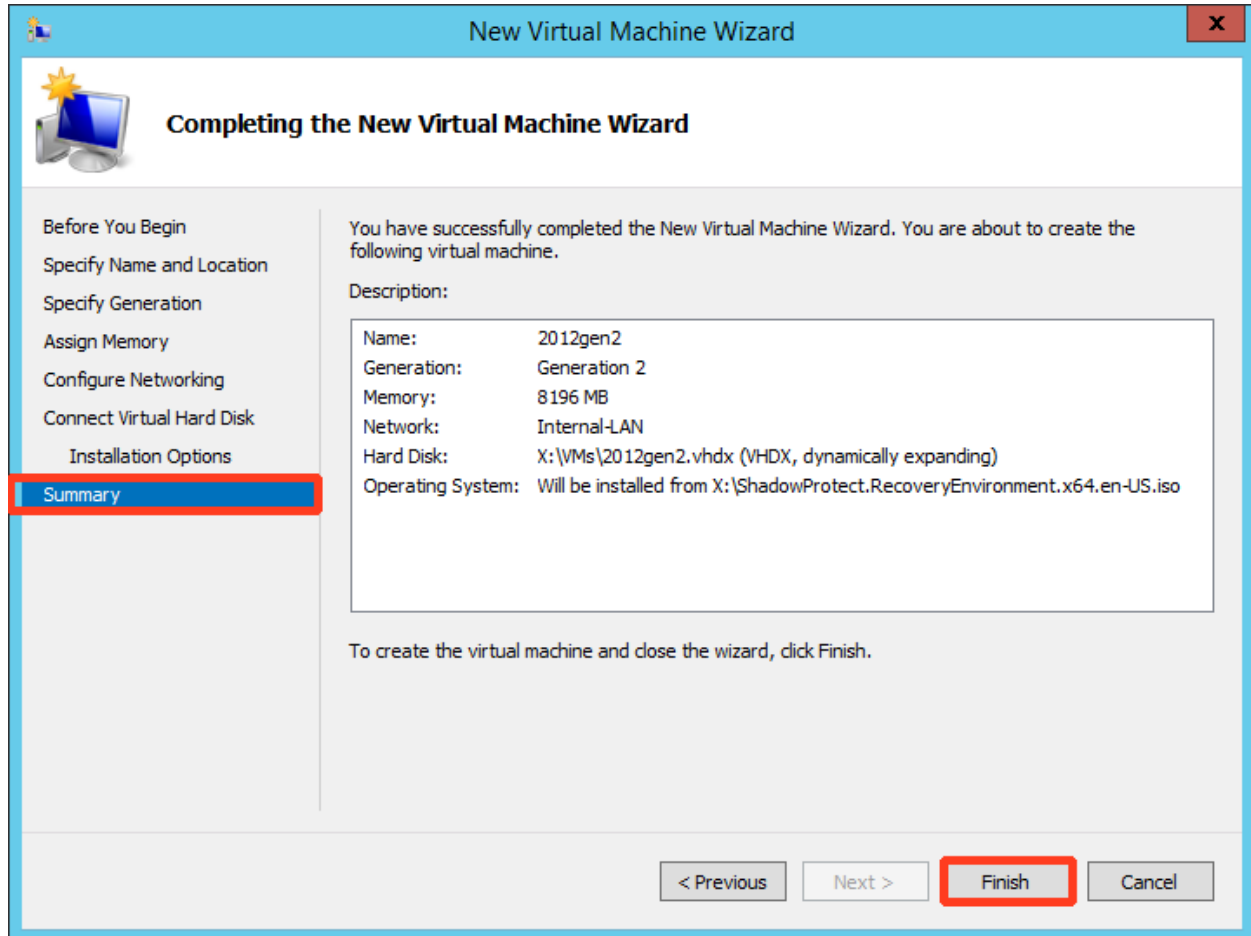 New Virtual Machine Wizard
x
Completing the New Virtual Machine Wizard
Before You Begin
Specify Name and Location
Specify Generation
Assign Memory
Configure Networking
Connect Virtual Hard Disk
Installation Options
Summary
You have successfully completed the New Virtual Machine Wizard. You are about to create the
following virtual machine.
Description:
Name: 2012gen2
Generation: Generation 2
Memory: 8196 MB
Network: Internal-LAN
Hard Disk: X:\VMs\2012gen2.vhdx (VHDX, dynamically expanding)
Operating System: Will be installed from X:\ShadowProtect.RecoveryEnvironment.x64.en-US.iso
To create the virtual machine and close the wizard, click Finish.
< Previous Next > Finish Cancel